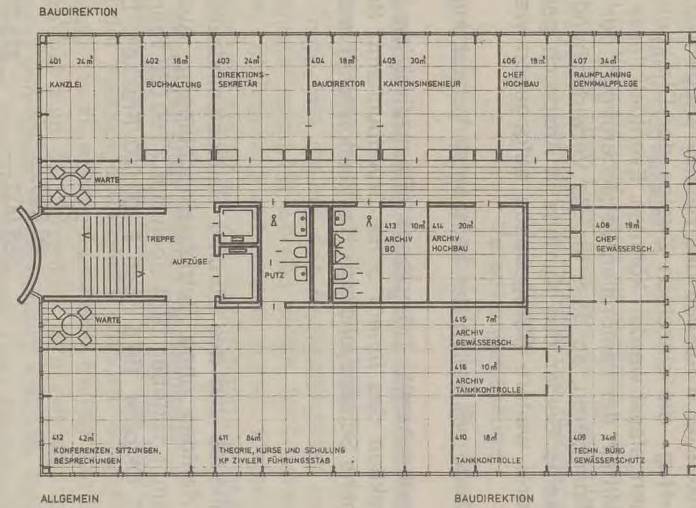 BAUDIREKTION
401 24m²
KANZLEI
402 16m²
BUCHHALTUNG
403 24m²
DIREKTIONS-
SEKRETÄR
404 18m²
BAUDIREKTOR
405 30m²
KANTONSINGENIEUR
406 18m²
CHEF
HOCHBAU
407 34m²
RAUMPLANUNG
DENKMALPFLEGE
WARTE
TREPPE
AUFZÜGE
PUTZ
413 10m²
ARCHIV
BD
414 20m²
ARCHIV
HOCHBAU
408 19m²
CHEF
GEWÄSSERSCH.
WARTE
415 7m²
ARCHIV
GEWÄSSERSCH.
416 10m²
ARCHIV
TANKKONTROLLE
412 42m²
KONFERENZEN, SITZUNGEN,
BESPRECHUNGEN
411 84m²
THEORIE, KURSE UND SCHULUNG
KP ZIVILER FÜHRUNGSSTAB
410 18m²
TANKKONTROLLE
409 34m²
TECHN. BÜRO
GEWÄSSERSCHUTZ
ALLGEMEIN
BAUDIREKTION